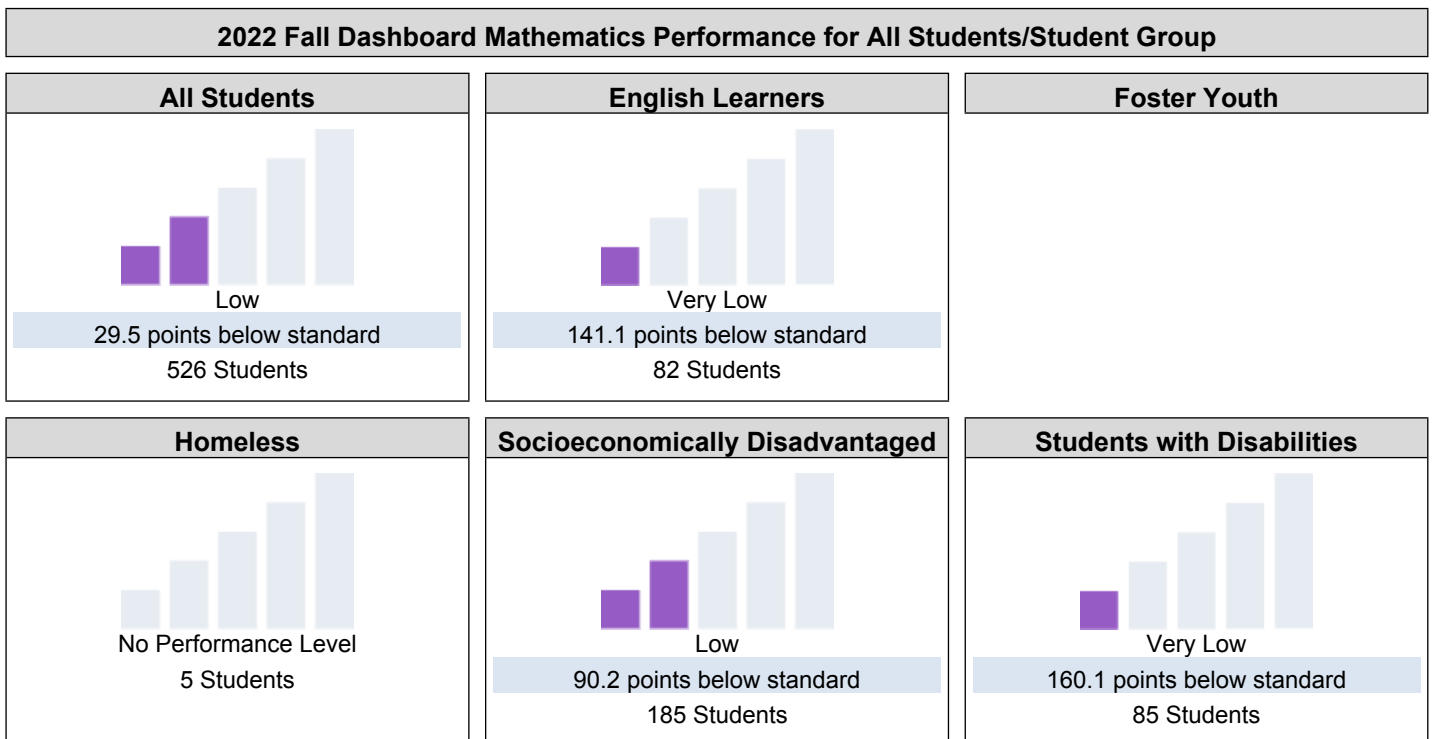 2022 Fall Dashboard Mathematics Performance for All Students/Student Group
All Students
Low
29.5 points below standard
526 Students
English Learners
Very Low
141.1 points below standard
82 Students
Foster Youth
Homeless
No Performance Level
5 Students
Socioeconomically Disadvantaged
Low
90.2 points below standard
185 Students
Students with Disabilities
Very Low
160.1 points below standard
85 Students